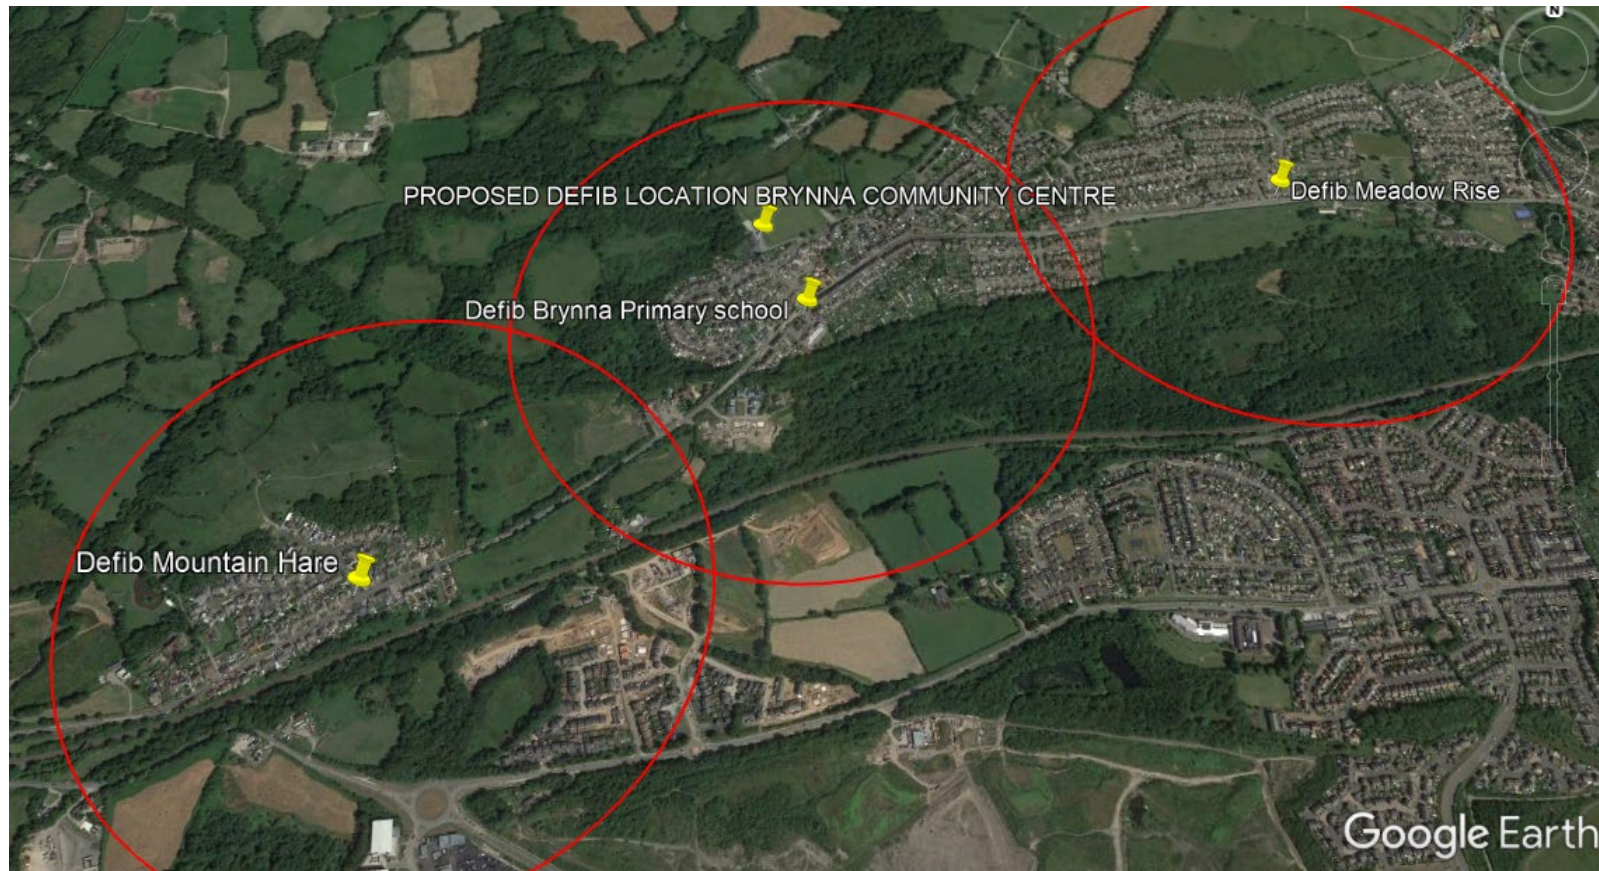 N
PROPOSED DEFIB LOCATION BRYNNA COMMUNITY CENTRE
Defib Meadow Rise
Defib Brynna Primary school
Defib Mountain Hare
Google Earth